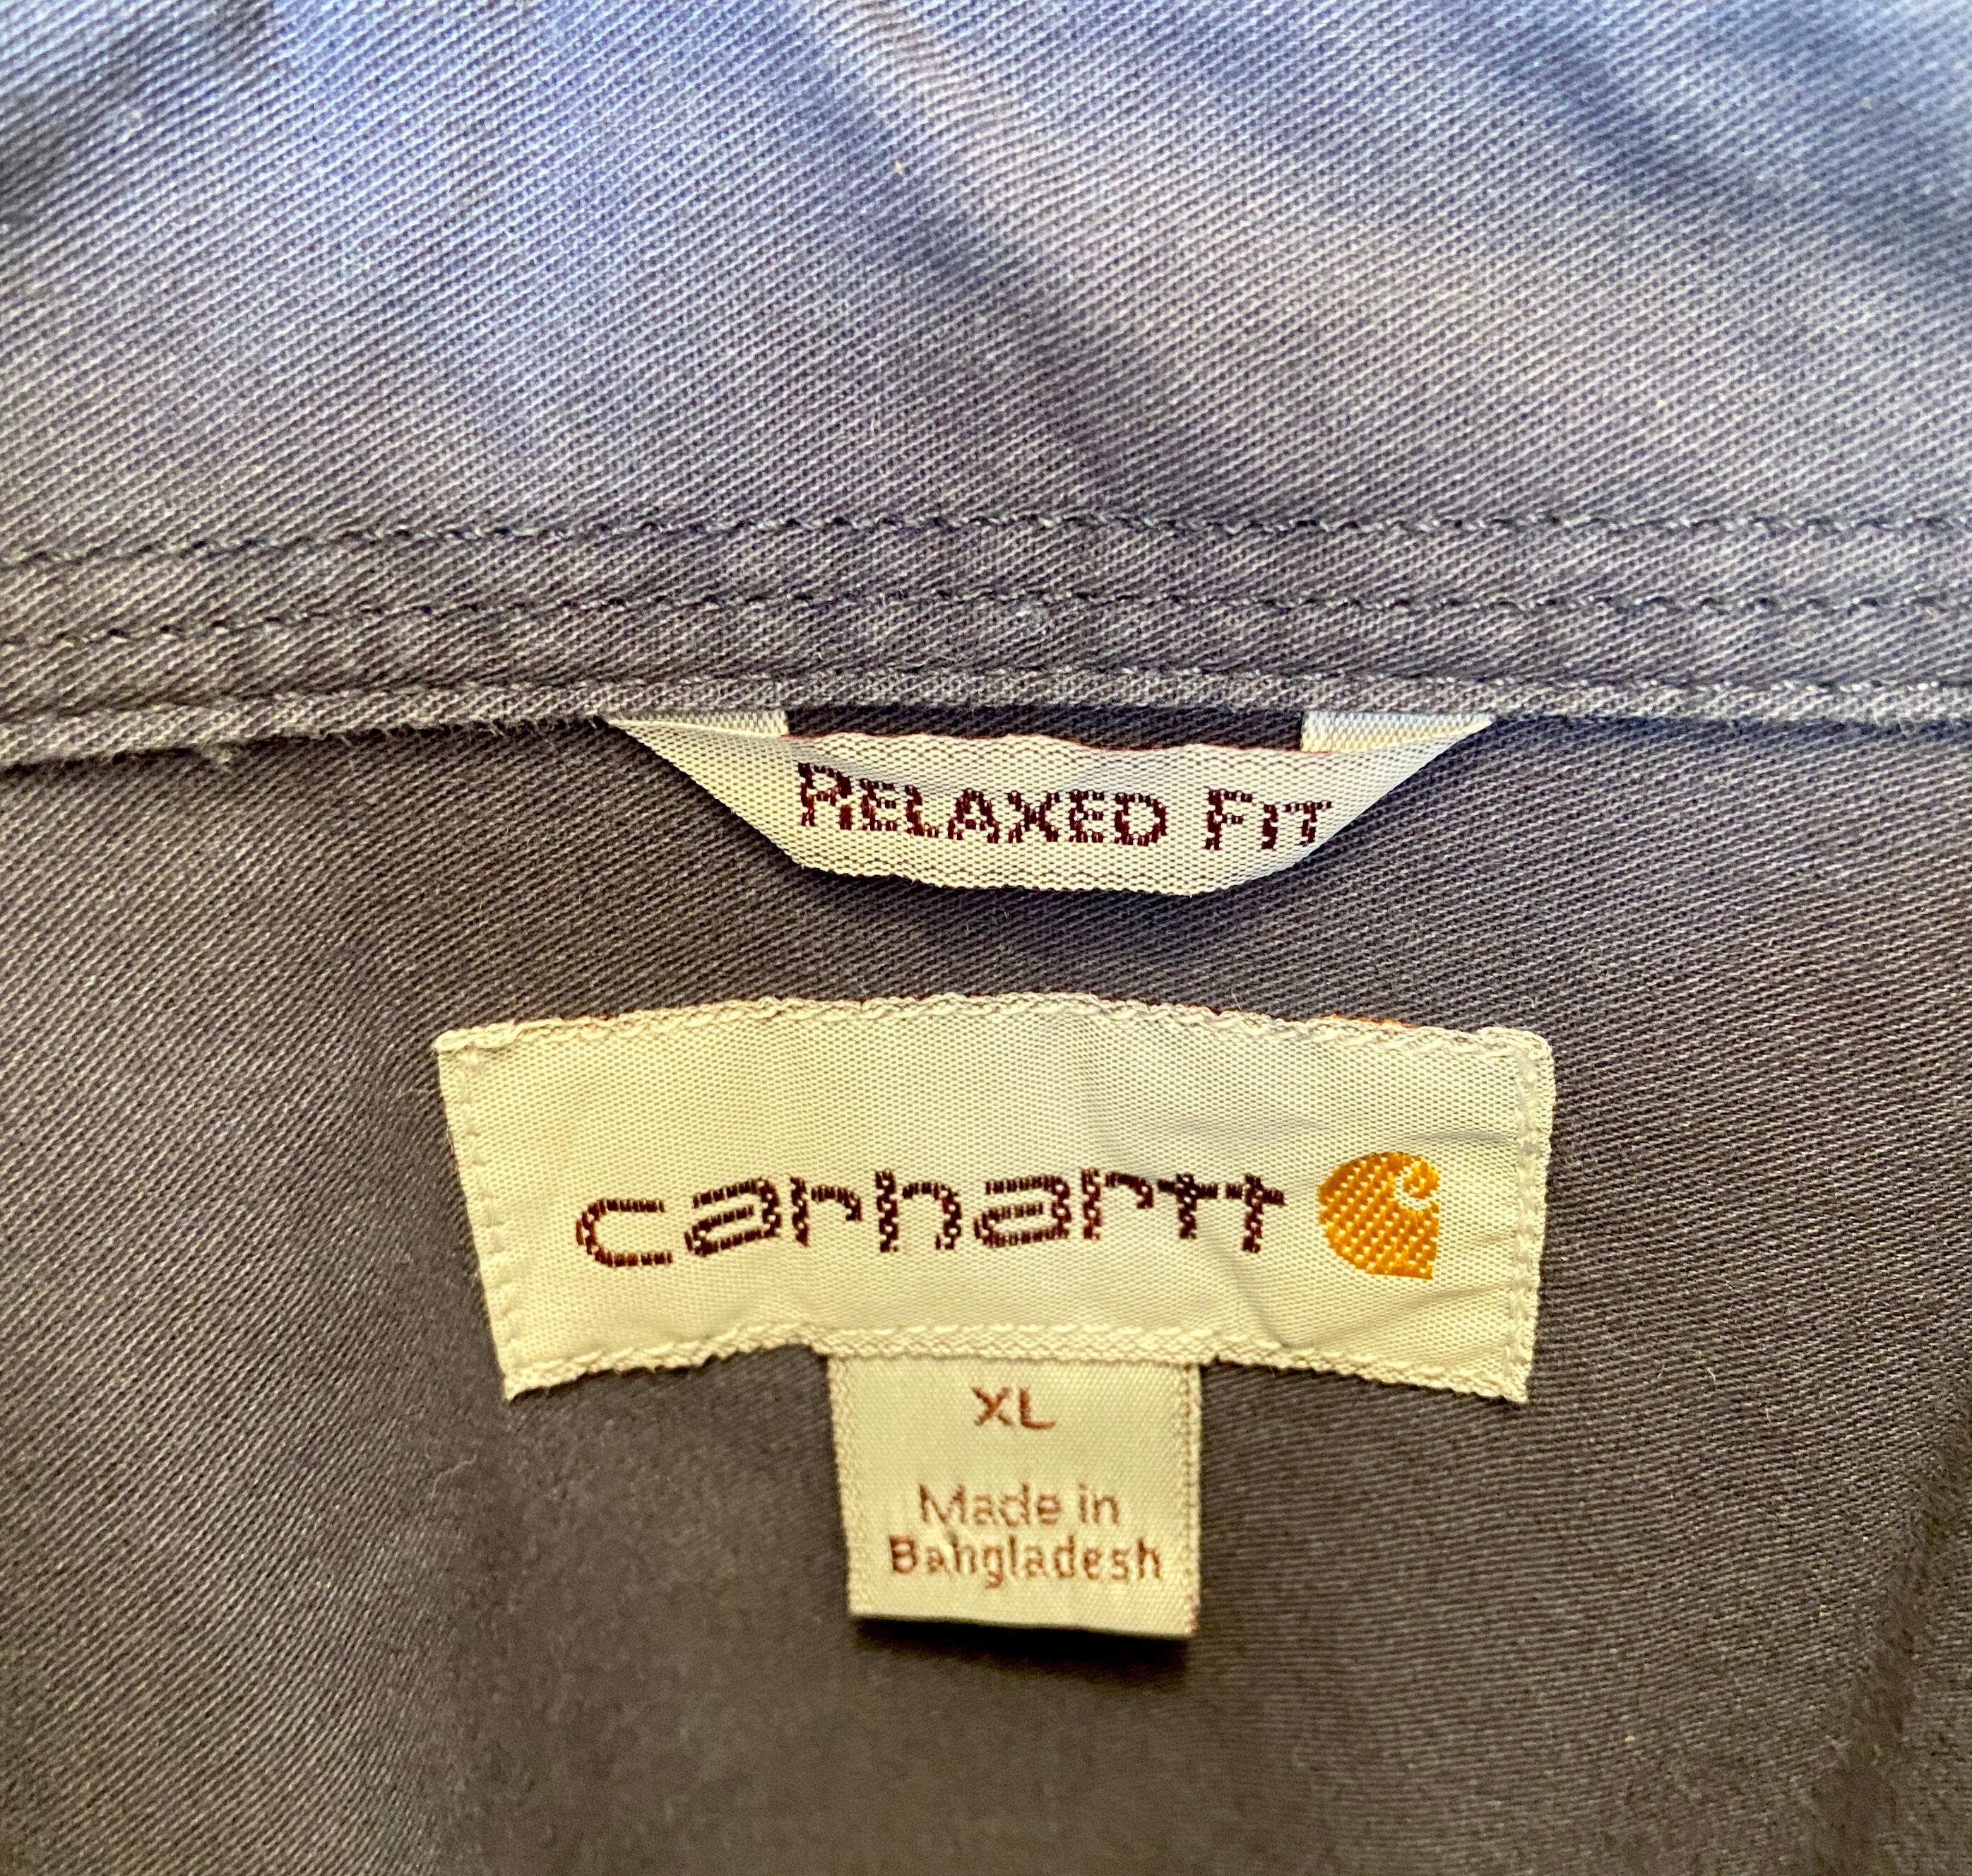 RELAXED FIT
carhartt
XL
Made in
Bangladesh